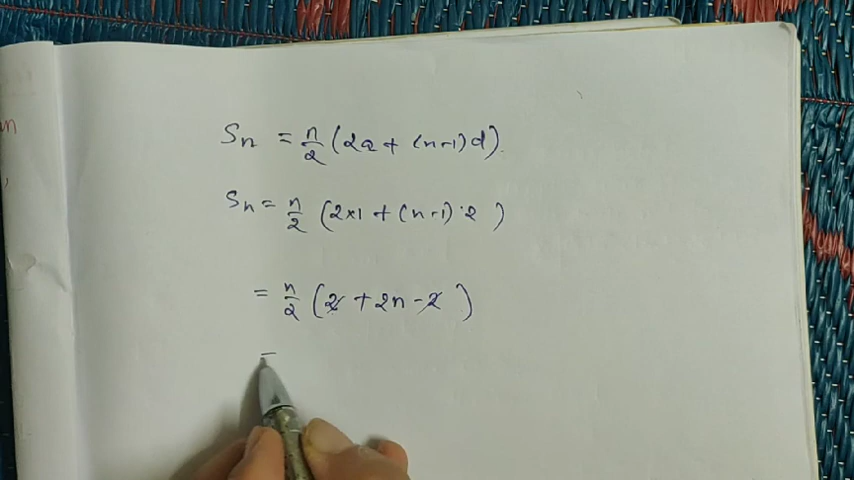 Sn = n/2 (2a + (n-1)d).
Sn = n/2 (2×1 + (n-1)·2)
= n/2 (2 + 2n - 2)
=